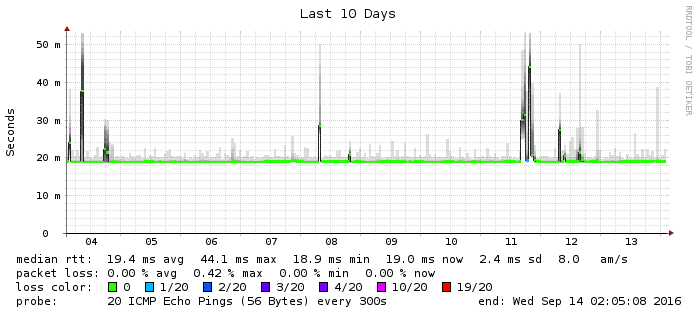 Last 10 Days
RRDTOOL / TOBI OETIKER
Seconds
50 m
40 m
30 m
20 m
10 m
0
04 05 06 07 08 09 10 11 12 13
median rtt: 19.4 ms avg 44.1 ms max 18.9 ms min 19.0 ms now 2.4 ms sd 8.0 am/s
packet loss: 0.00 % avg 0.42 % max 0.00 % min 0.00 % now
loss color: 0 1/20 2/20 3/20 4/20 10/20 19/20
probe: 20 ICMP Echo Pings (56 Bytes) every 300s end: Wed Sep 14 02:05:08 2016